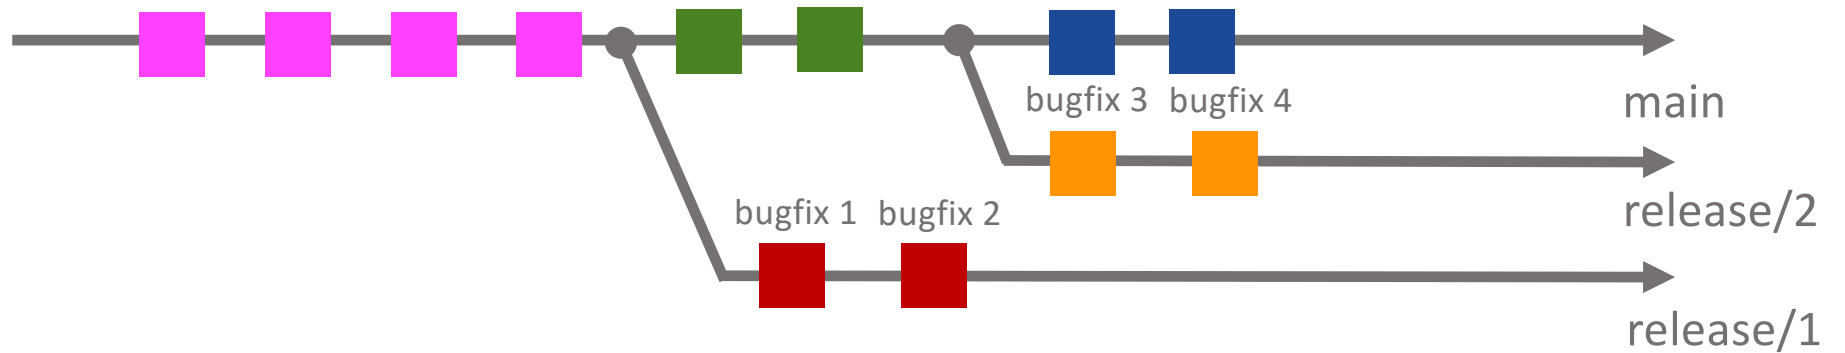 bugfix 3 bugfix 4
main
release/2
bugfix 1 bugfix 2
release/1